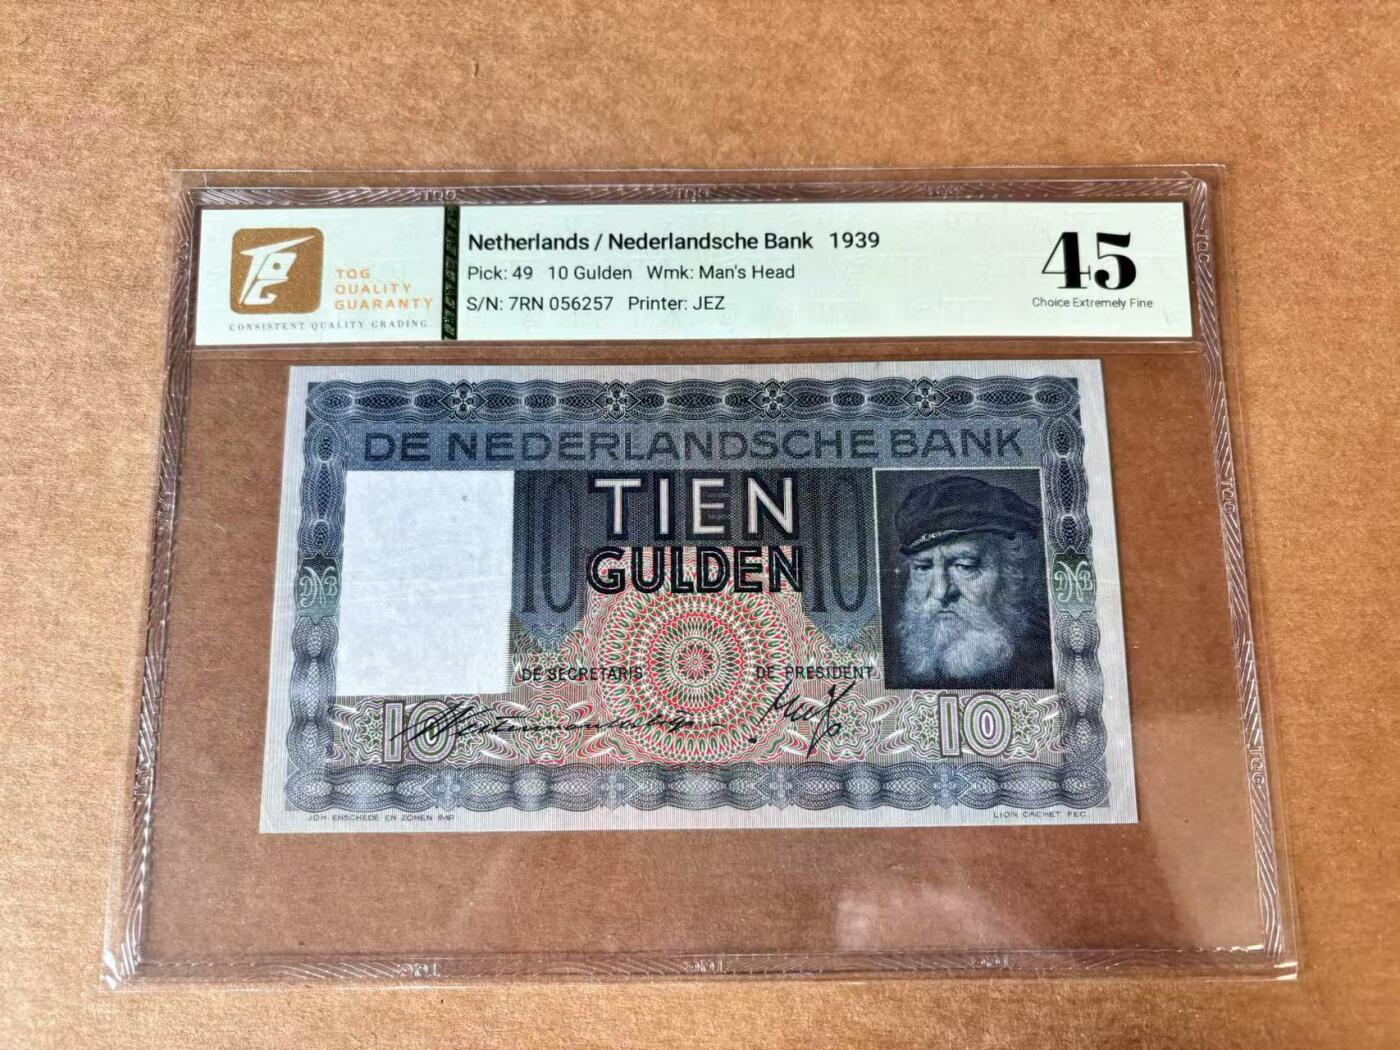 TQG
QUALITY
GUARANTY
CONSISTENT QUALITY GRADING.
Netherlands / Nederlandsche Bank 1939
Pick: 49 10 Gulden Wmk: Man's Head
S/N: 7RN 056257 Printer: JEZ
45
Choice Extremely Fine
DE NEDERLANDSCHE BANK
10 TIEN 10
GULDEN
DNB DNB
DE SECRETARIS DE PRESIDENT
10 10
JOH. ENSCHEDE EN ZONEN IMP
LION CACHET FEC.